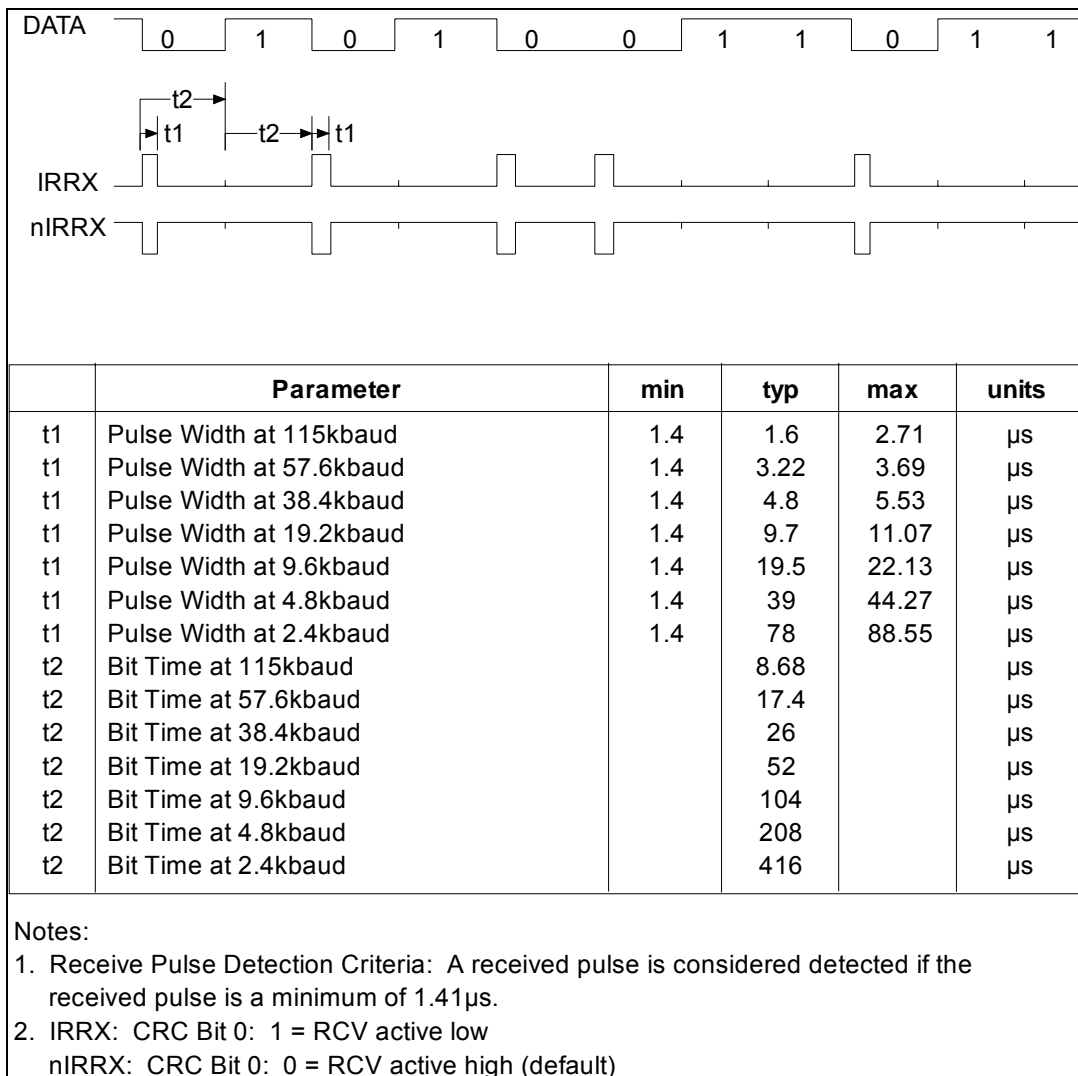 DATA 0 1 0 1 0 0 1 1 0 1 1
t2
t1 t2 t1
IRRX
nIRRX
Parameter min typ max units
t1 Pulse Width at 115kbaud 1.4 1.6 2.71 µs
t1 Pulse Width at 57.6kbaud 1.4 3.22 3.69 µs
t1 Pulse Width at 38.4kbaud 1.4 4.8 5.53 µs
t1 Pulse Width at 19.2kbaud 1.4 9.7 11.07 µs
t1 Pulse Width at 9.6kbaud 1.4 19.5 22.13 µs
t1 Pulse Width at 4.8kbaud 1.4 39 44.27 µs
t1 Pulse Width at 2.4kbaud 1.4 78 88.55 µs
t2 Bit Time at 115kbaud 8.68 µs
t2 Bit Time at 57.6kbaud 17.4 µs
t2 Bit Time at 38.4kbaud 26 µs
t2 Bit Time at 19.2kbaud 52 µs
t2 Bit Time at 9.6kbaud 104 µs
t2 Bit Time at 4.8kbaud 208 µs
t2 Bit Time at 2.4kbaud 416 µs
Notes:
1. Receive Pulse Detection Criteria: A received pulse is considered detected if the
received pulse is a minimum of 1.41µs.
2. IRRX: CRC Bit 0: 1 = RCV active low
nIRRX: CRC Bit 0: 0 = RCV active high (default)